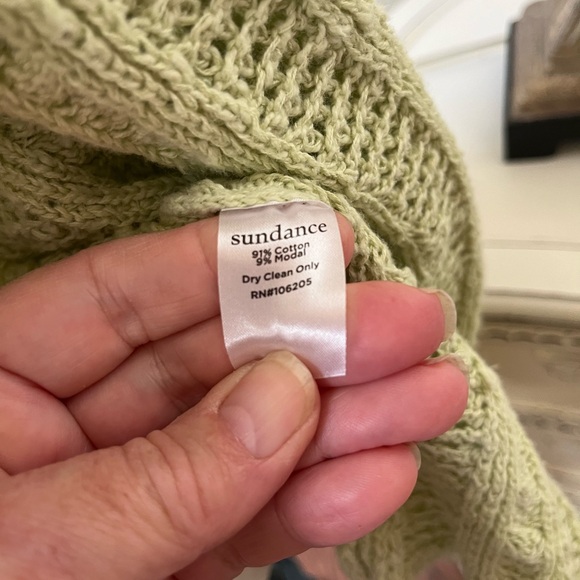 sundance
91% Cotton
9% Modal
Dry Clean Only
RN#106205